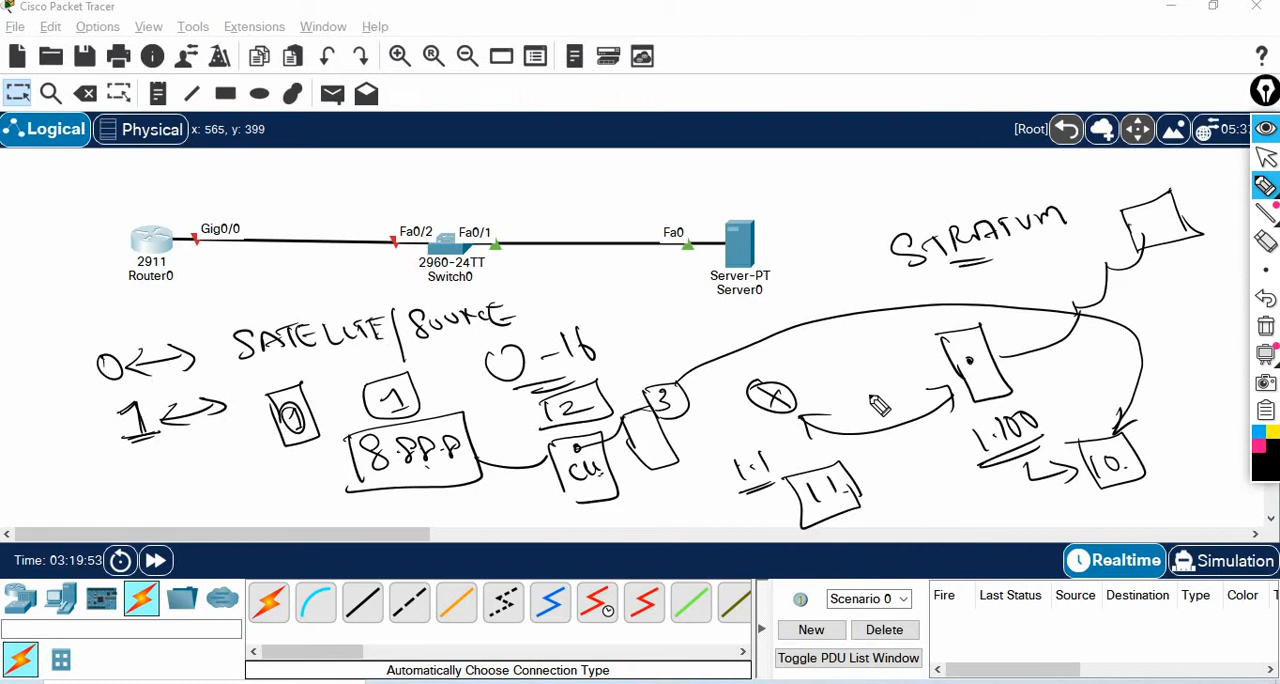 Cisco Packet Tracer
File Edit Options View Tools Extensions Window Help
Logical Physical x: 565, y: 399 [Root] 05:3
Gig0/0 Fa0/2 Fa0/1 Fa0
2911
Router0
2960-24TT
Switch0
Server-PT
Server0
STRATUM
SATELLITE/SOURCE
0
0-16
1
1
1
2
3
X
8.8.8.8
1.1
11.
1.100
10.
Time: 03:19:53 Realtime Simulation
Scenario 0
New Delete
Toggle PDU List Window
Fire Last Status Source Destination Type Color T
Automatically Choose Connection Type